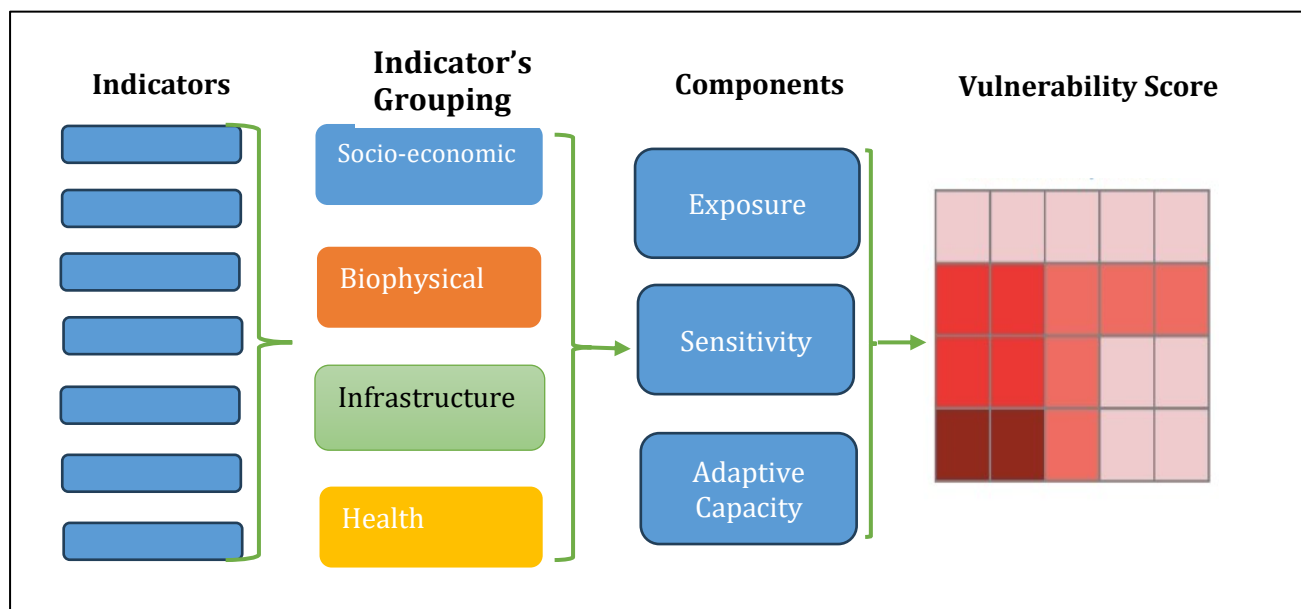 Indicators
Indicator's
Grouping
Components
Vulnerability Score
Socio-economic
Biophysical
Infrastructure
Health
Exposure
Sensitivity
Adaptive
Capacity